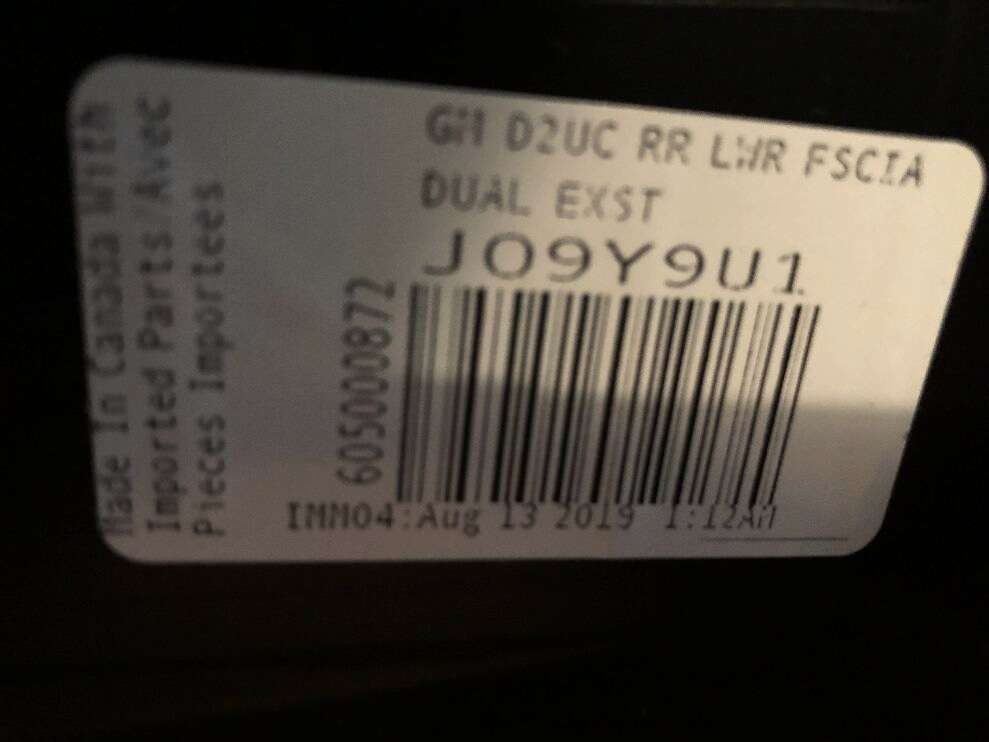 GM D2UC RR LWR FSCIA
DUAL EXST
JO9Y9U1
605000872
IMM04:Aug 13 2019 1:12AM
Made In Canada With
Imported Parts/Avec
Pieces Importees